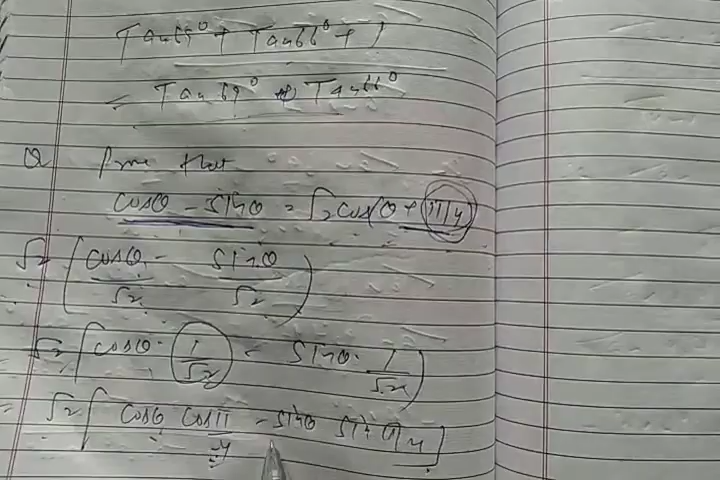 Tan69° + Tan66° + 1
= Tan69° Tan66°
Q Prove that
cosθ - sinθ = √2 cos(θ + π/4)
√2 ( cosθ/√2 - sinθ/√2 )
√2 ( cosθ · 1/√2 - sinθ · 1/√2 )
= √2 [ cosθ cos π/4 - sinθ sin π/4 ]